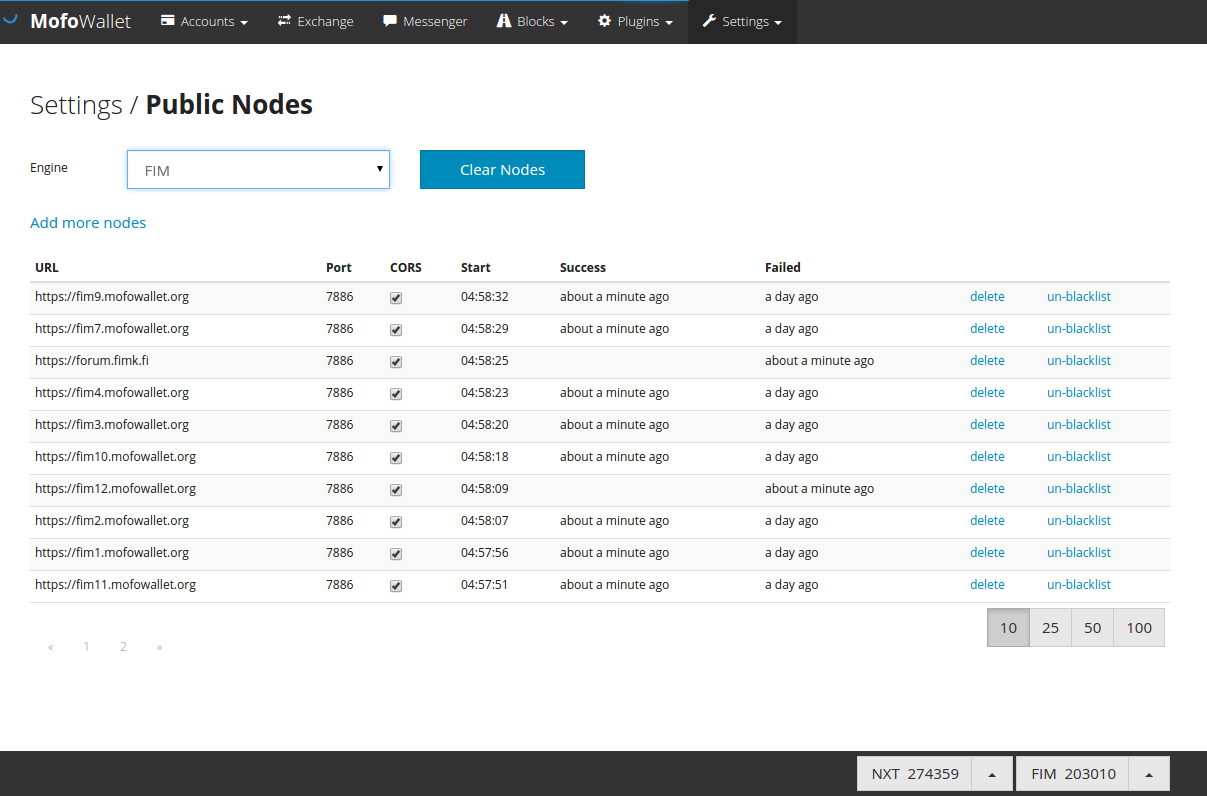 MofoWallet Accounts Exchange Messenger Blocks Plugins Settings
Settings / Public Nodes
Engine FIM Clear Nodes
Add more nodes
URL Port CORS Start Success Failed
https://fim9.mofowallet.org 7886 04:58:32 about a minute ago a day ago delete un-blacklist
https://fim7.mofowallet.org 7886 04:58:29 about a minute ago a day ago delete un-blacklist
https://forum.fimk.fi 7886 04:58:25 about a minute ago delete un-blacklist
https://fim4.mofowallet.org 7886 04:58:23 about a minute ago a day ago delete un-blacklist
https://fim3.mofowallet.org 7886 04:58:20 about a minute ago a day ago delete un-blacklist
https://fim10.mofowallet.org 7886 04:58:18 about a minute ago a day ago delete un-blacklist
https://fim12.mofowallet.org 7886 04:58:09 about a minute ago delete un-blacklist
https://fim2.mofowallet.org 7886 04:58:07 about a minute ago a day ago delete un-blacklist
https://fim1.mofowallet.org 7886 04:57:56 about a minute ago a day ago delete un-blacklist
https://fim11.mofowallet.org 7886 04:57:51 about a minute ago a day ago delete un-blacklist
10 25 50 100
« 1 2 »
NXT 274359 FIM 203010